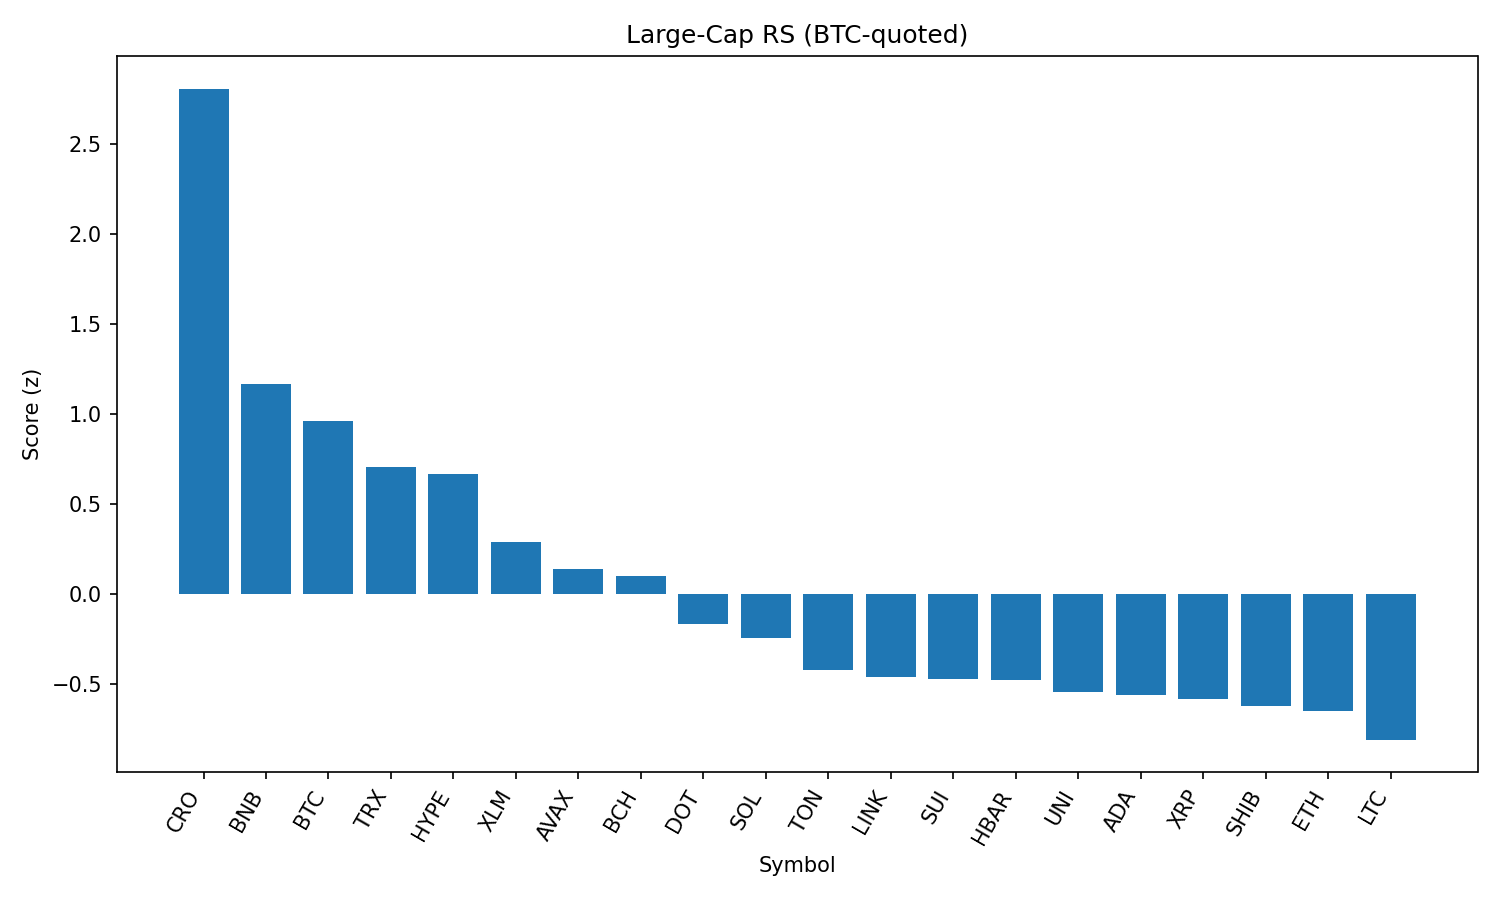 Large-Cap RS (BTC-quoted)
Score (z)
2.5
2.0
1.5
1.0
0.5
0.0
−0.5
CRO
BNB
BTC
TRX
HYPE
XLM
AVAX
BCH
DOT
SOL
TON
LINK
SUI
HBAR
UNI
ADA
XRP
SHIB
ETH
LTC
Symbol